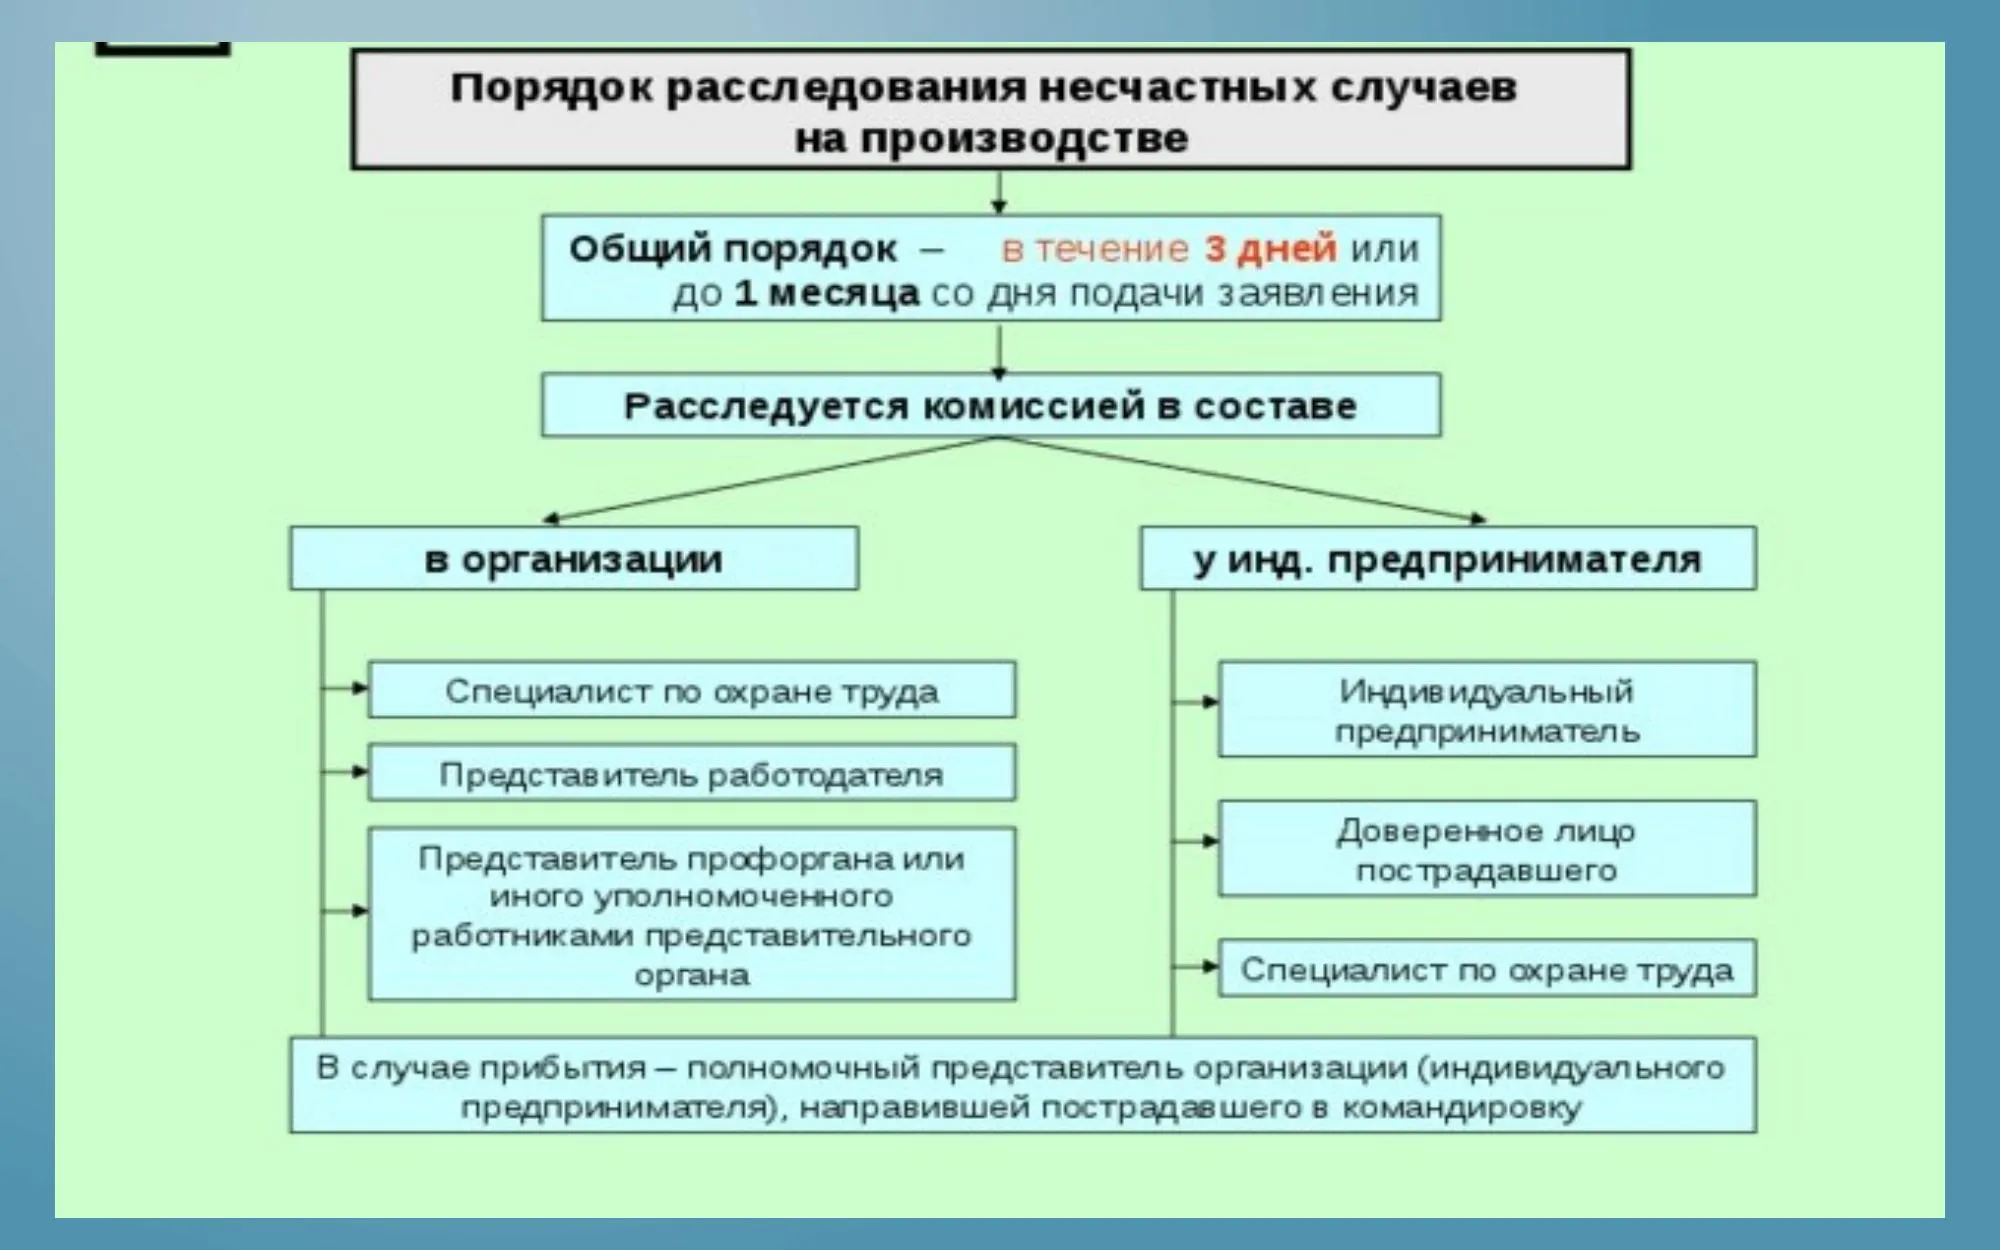 Порядок расследования несчастных случаев
на производстве
Общий порядок – в течение 3 дней или
до 1 месяца со дня подачи заявления
Расследуется комиссией в составе
в организации
у инд. предпринимателя
Специалист по охране труда
Представитель работодателя
Представитель профоргана или
иного уполномоченного
работниками представительного
органа
Индивидуальный
предприниматель
Доверенное лицо
пострадавшего
Специалист по охране труда
В случае прибытия – полномочный представитель организации (индивидуального
предпринимателя), направившей пострадавшего в командировку